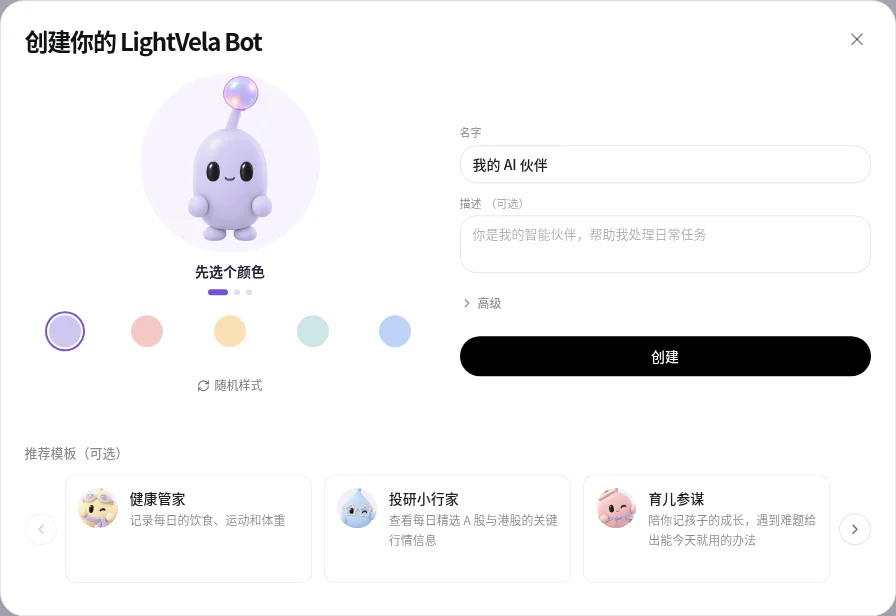 创建你的 LightVela Bot
先选个颜色
随机样式
名字
我的 AI 伙伴
描述 （可选）
你是我的智能伙伴，帮助我处理日常任务
高级
创建
推荐模板（可选）
健康管家
记录每日的饮食、运动和体重
投研小行家
查看每日精选 A 股与港股的关键
行情信息
育儿参谋
陪你记孩子的成长，遇到难题给
出能今天就用的办法